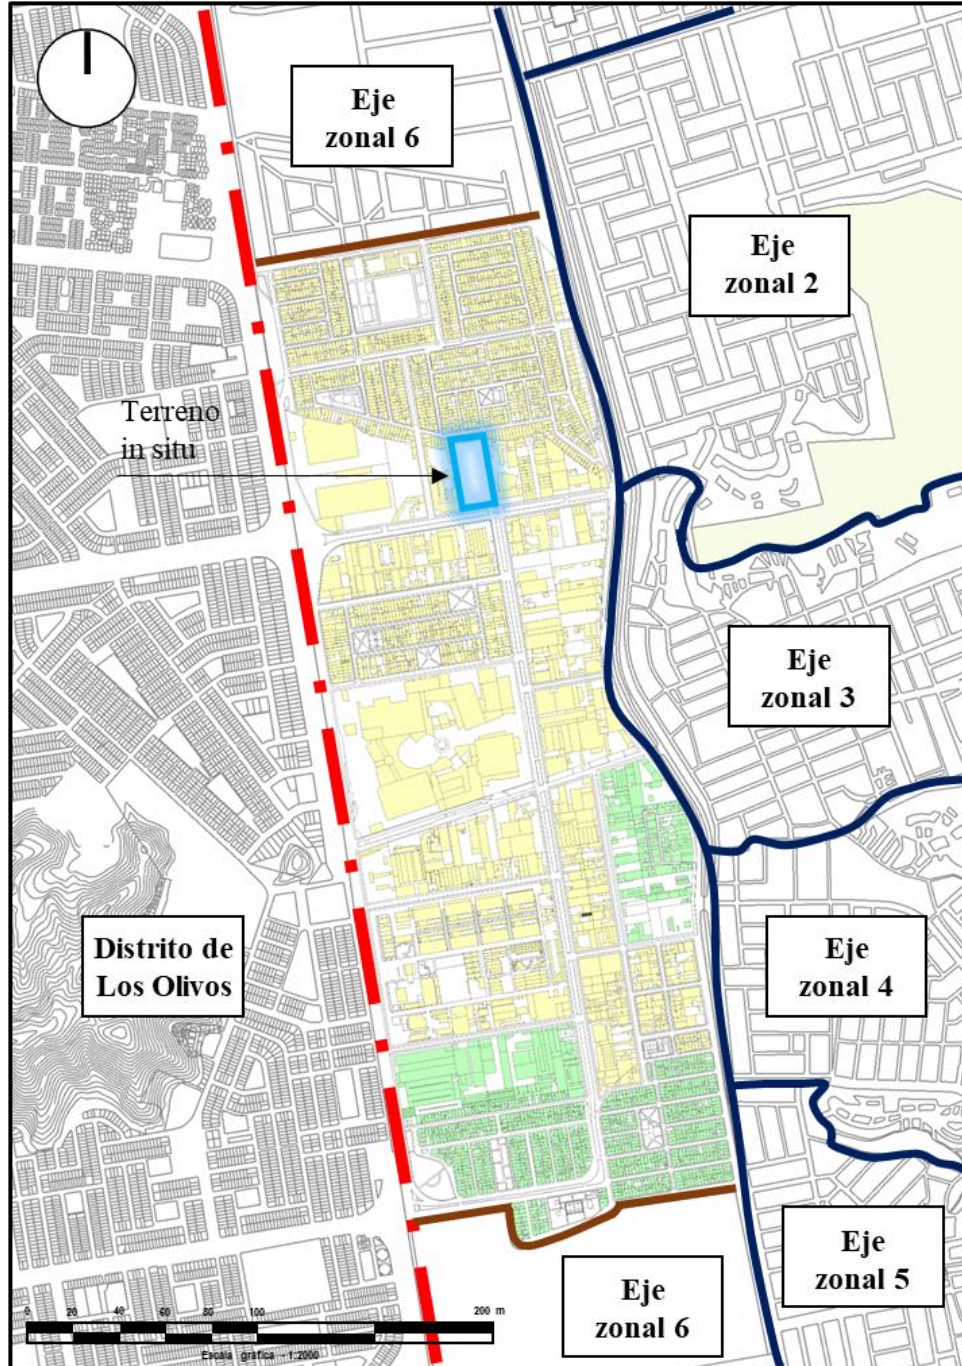 Eje
zonal 6
Eje
zonal 2
Terreno
in situ
Eje
zonal 3
Distrito de
Los Olivos
Eje
zonal 4
Eje
zonal 5
Eje
zonal 6
0 20 40 60 80 100 200 m
Escala gráfica - 1:2000